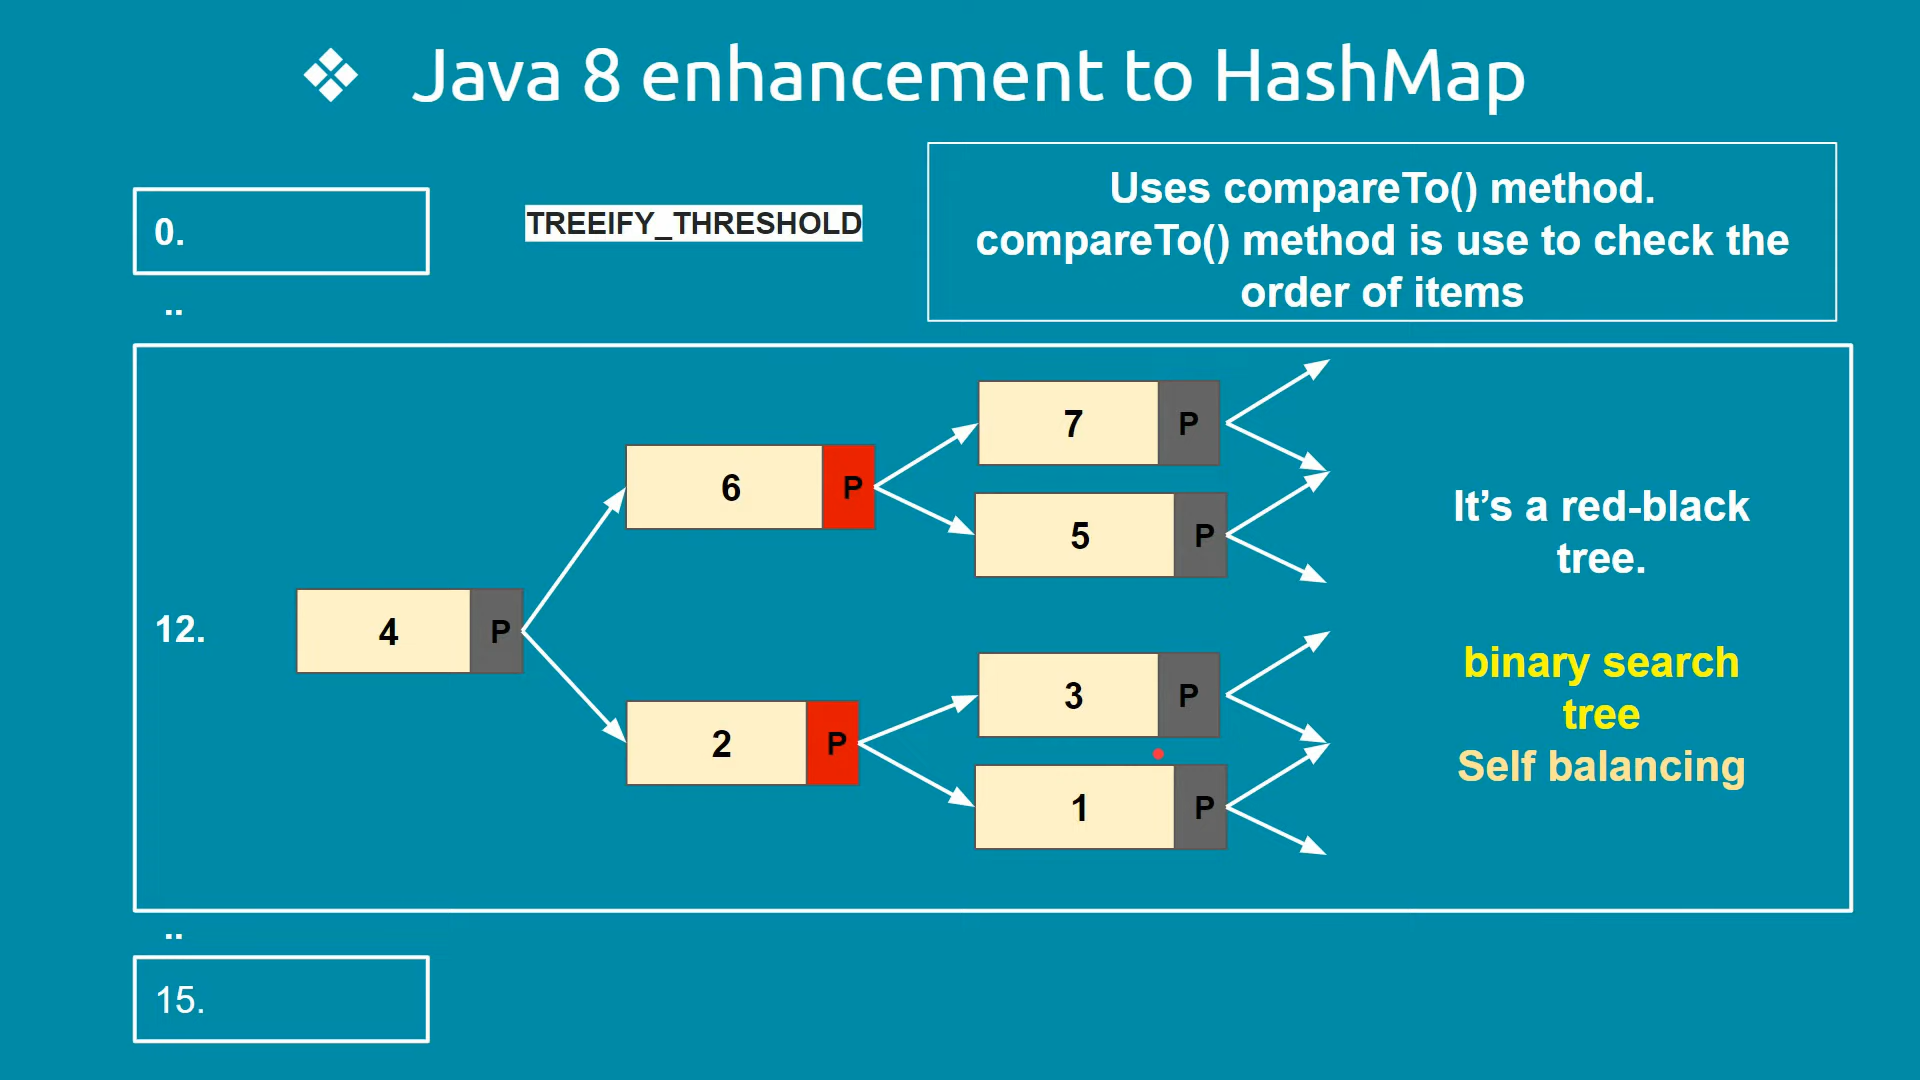 ❖ Java 8 enhancement to HashMap
0.
TREEIFY_THRESHOLD
Uses compareTo() method.
compareTo() method is use to check the
order of items
..
12.
4 P
6 P
2 P
7 P
5 P
3 P
1 P
It’s a red-black
tree.
binary search
tree
Self balancing
..
15.